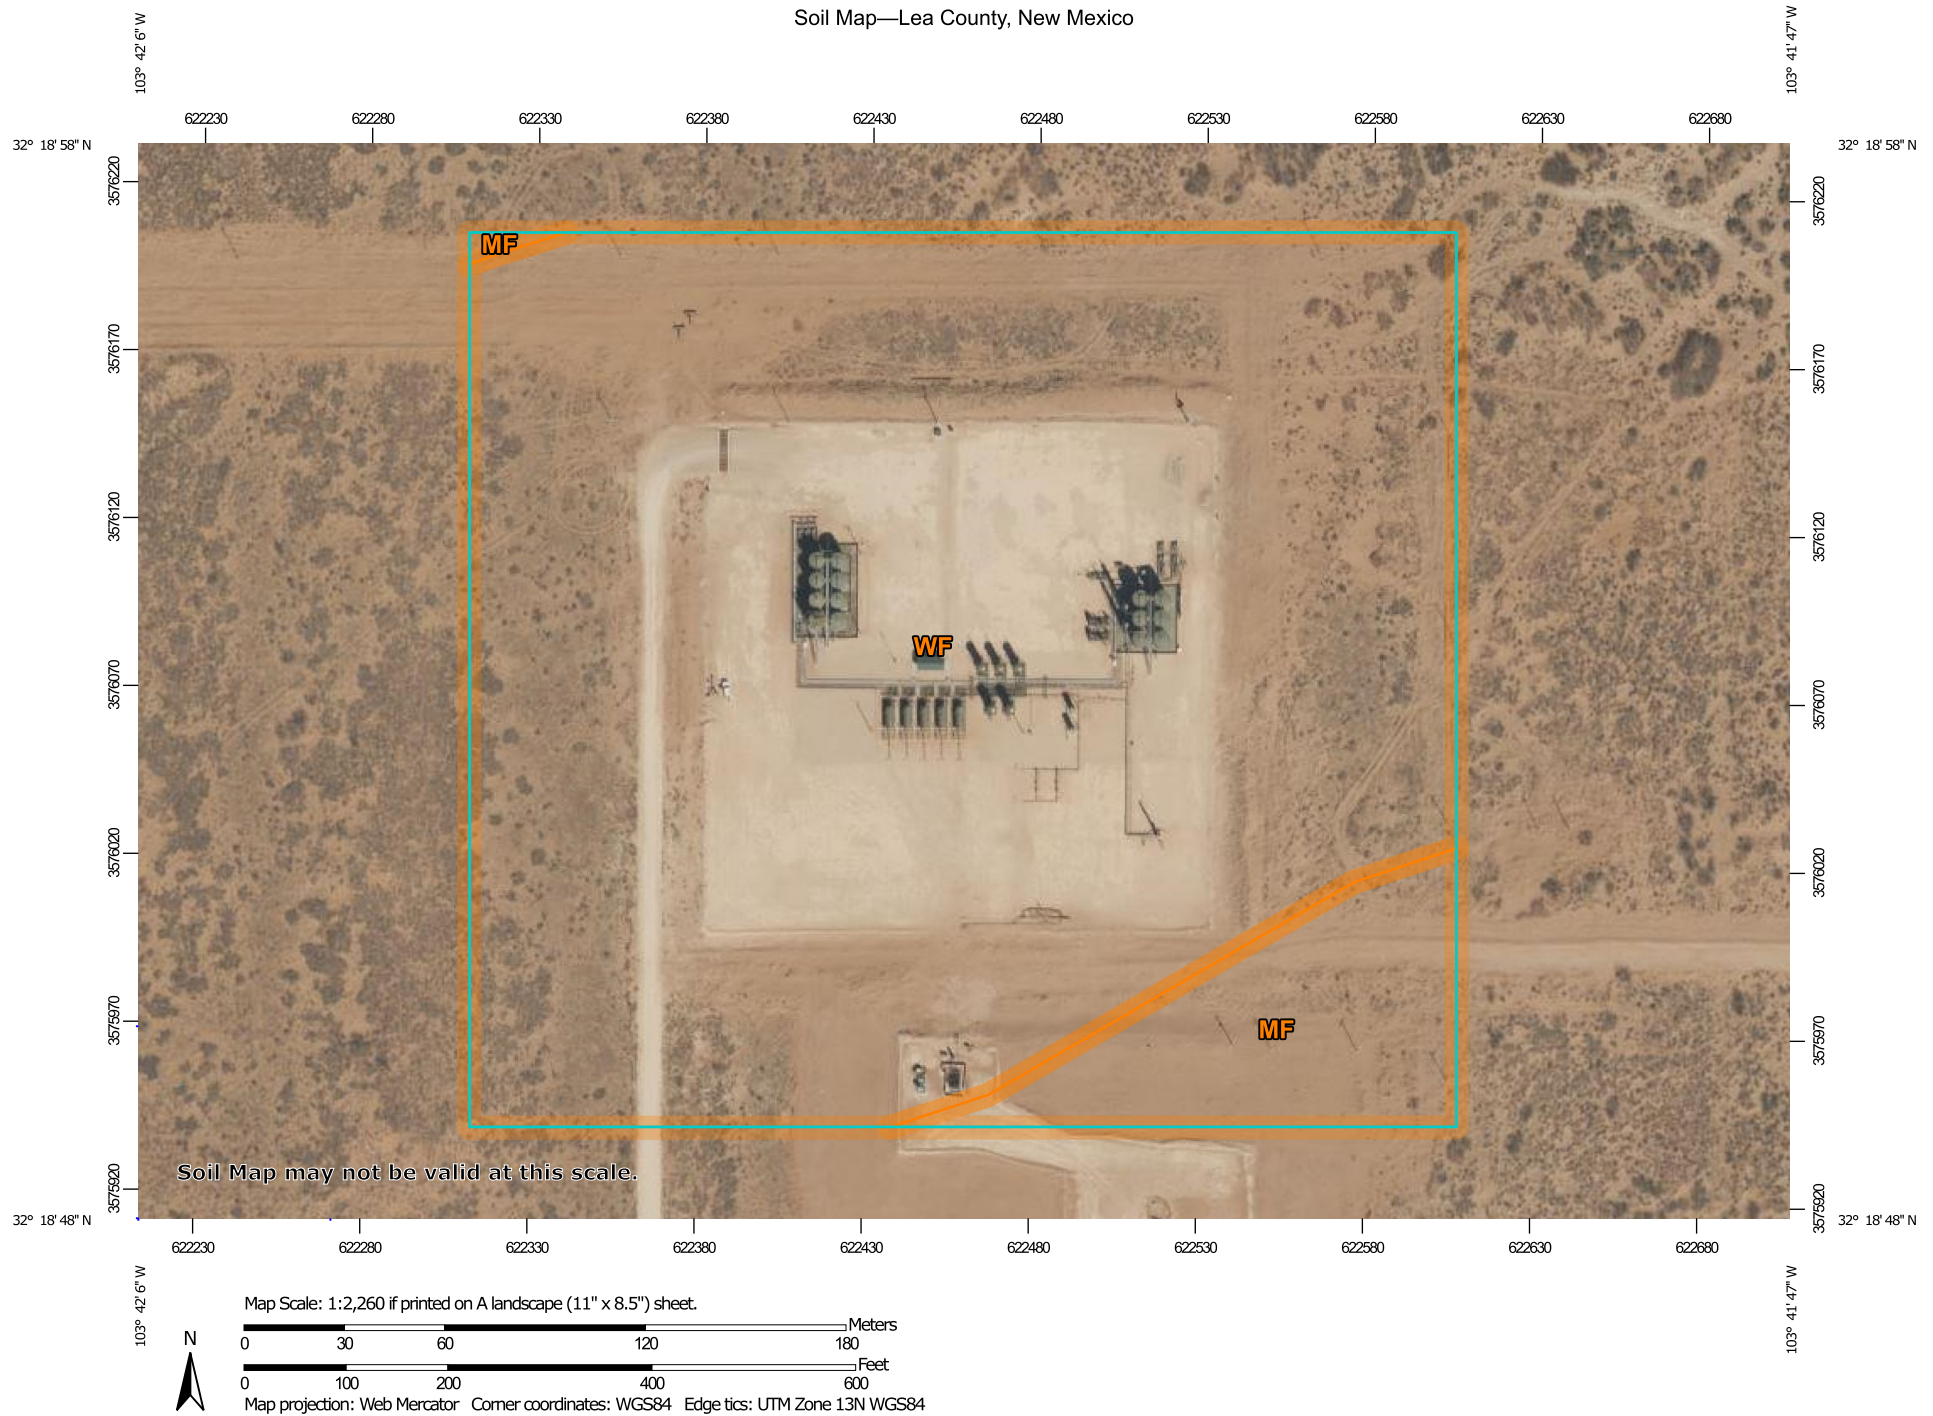 Soil Map—Lea County, New Mexico
103° 42' 6" W
103° 41' 47" W
622230 622280 622330 622380 622430 622480 622530 622580 622630 622680
32° 18' 58" N
32° 18' 58" N
3576220
3576220
MF
3576170
3576170
3576120
3576120
WF
3576070
3576070
3576020
3576020
3575970
3575970
MF
Soil Map may not be valid at this scale.
3575920
3575920
32° 18' 48" N
32° 18' 48" N
622230 622280 622330 622380 622430 622480 622530 622580 622630 622680
103° 42' 6" W
103° 41' 47" W
Map Scale: 1:2,260 if printed on A landscape (11" x 8.5") sheet.
Meters
0 30 60 120 180
N
Feet
0 100 200 400 600
Map projection: Web Mercator Corner coordinates: WGS84 Edge tics: UTM Zone 13N WGS84